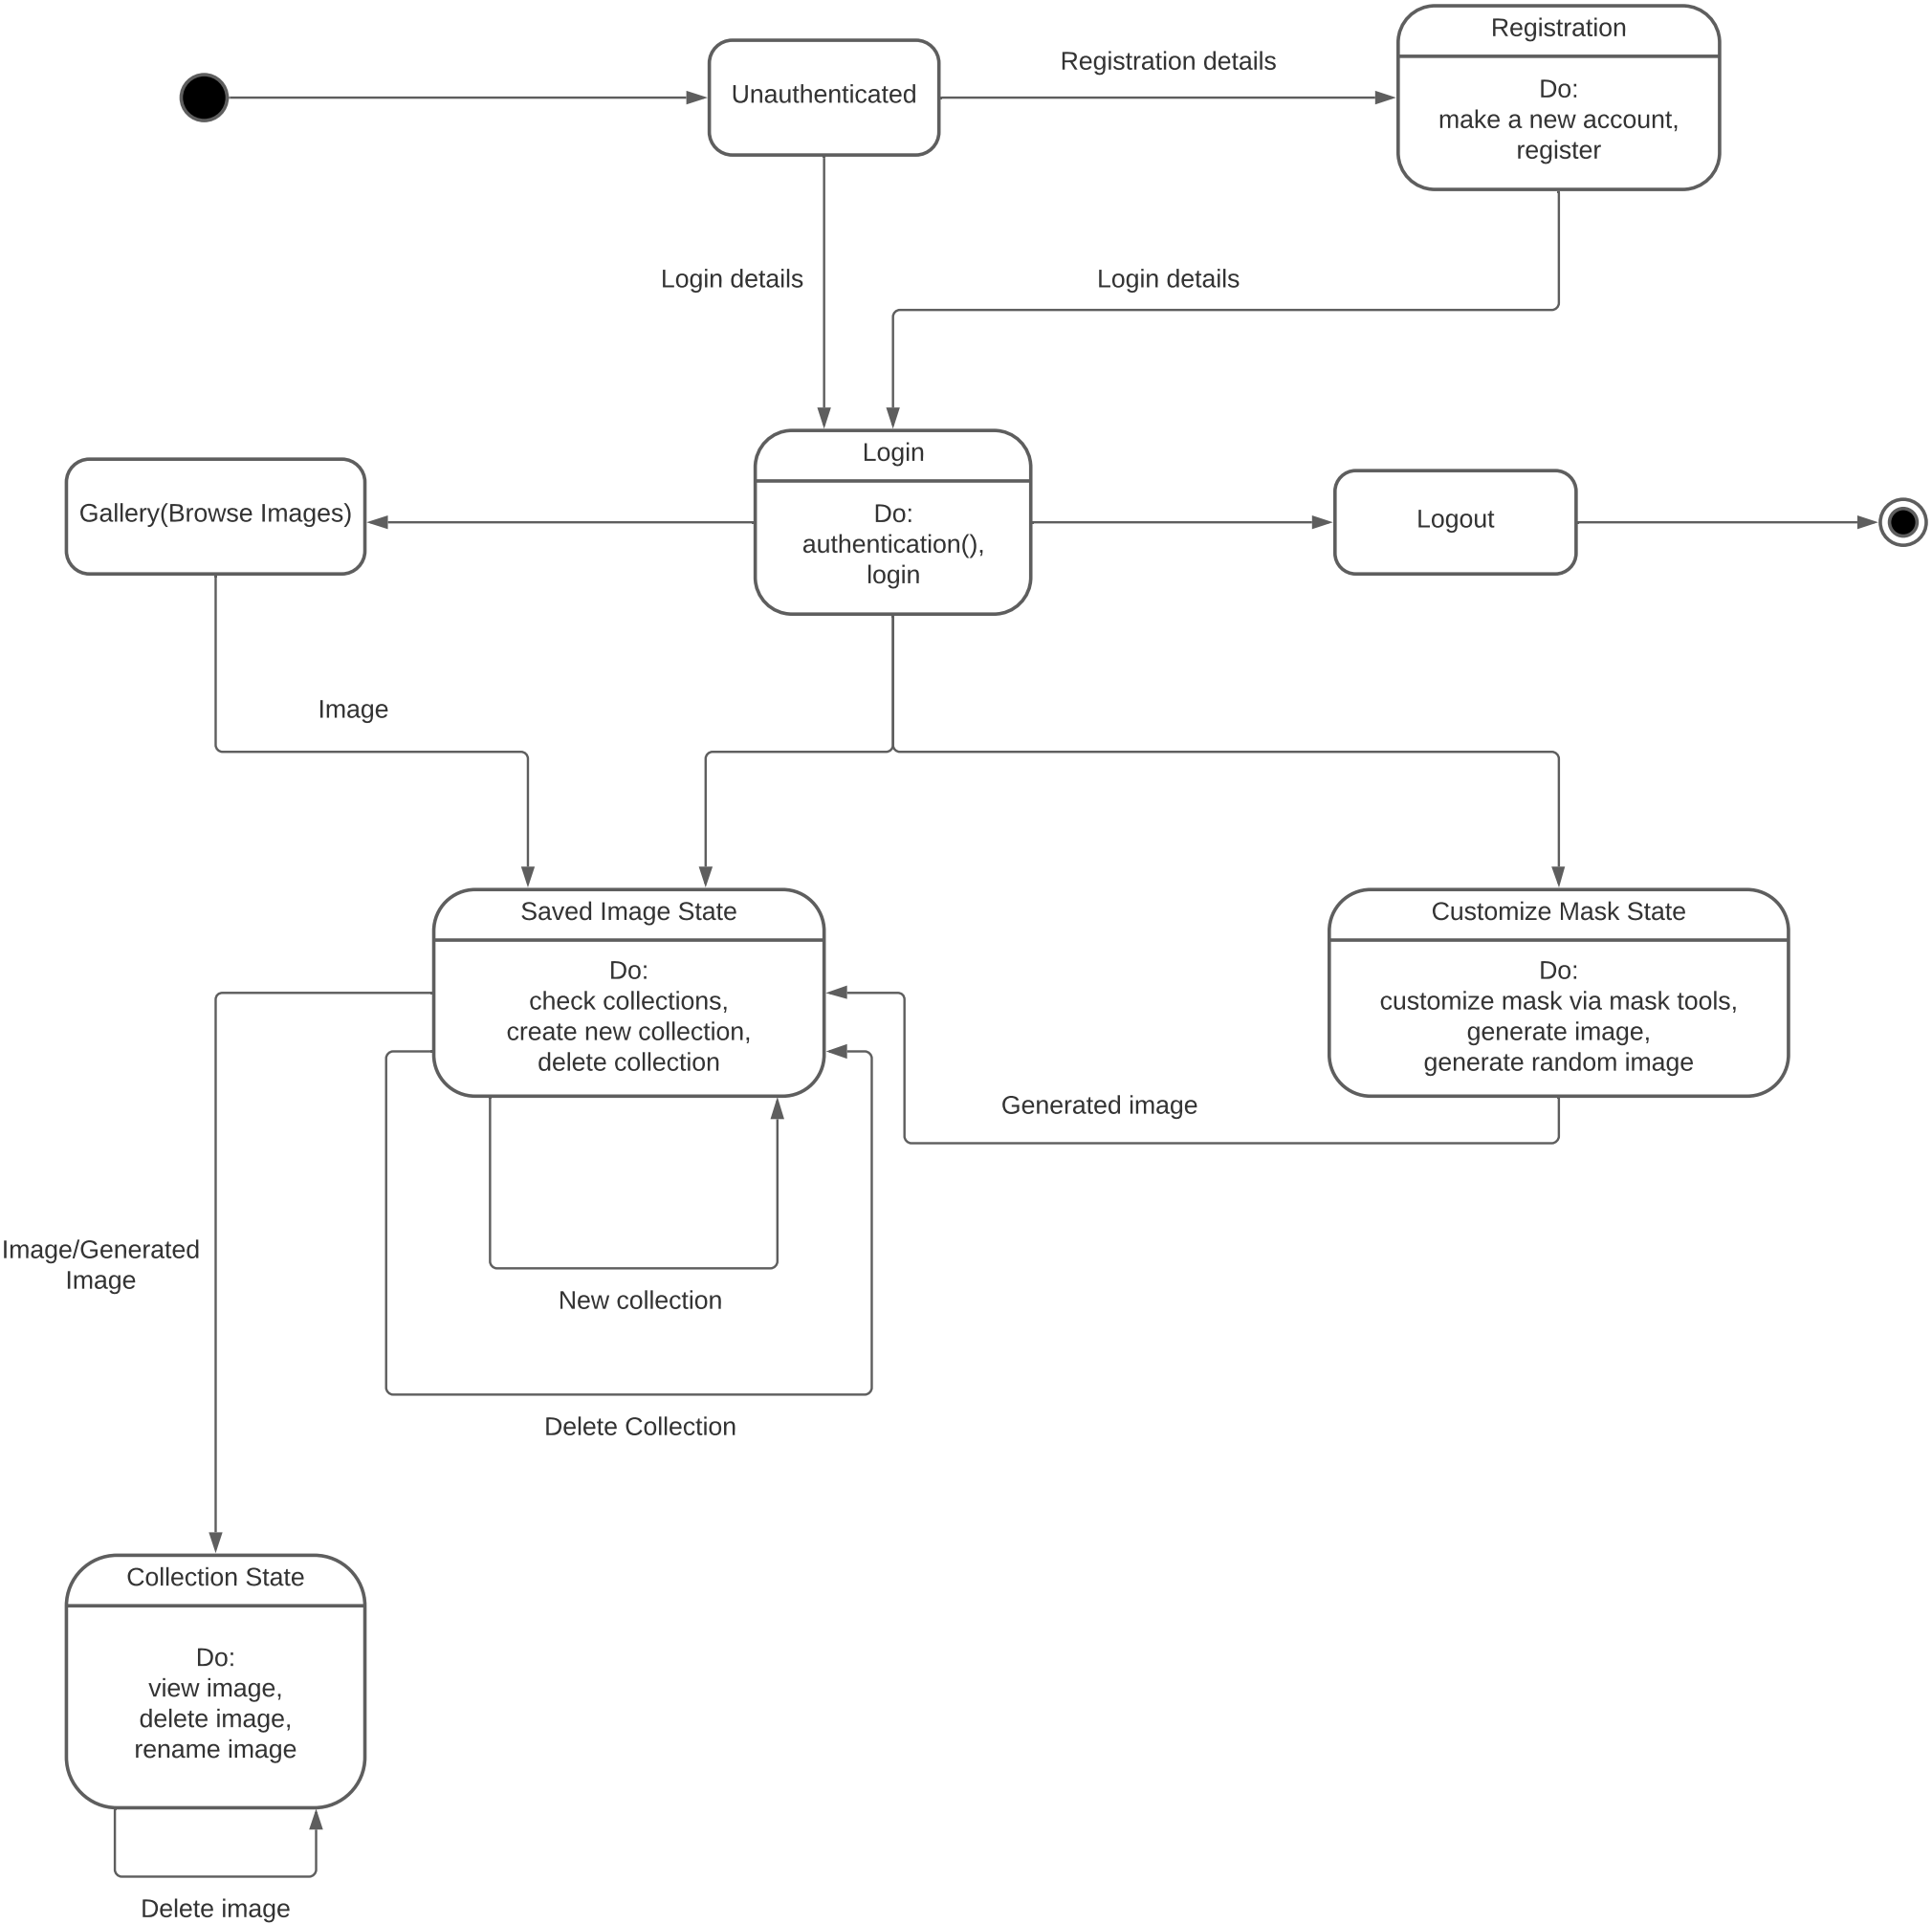 Registration
Registration details
Unauthenticated
Do:
make a new account,
register
Login details
Login details
Login
Gallery(Browse Images)
Do:
authentication(),
login
Logout
Image
Saved Image State
Do:
check collections,
create new collection,
delete collection
Customize Mask State
Do:
customize mask via mask tools,
generate image,
generate random image
Generated image
Image/Generated
Image
New collection
Delete Collection
Collection State
Do:
view image,
delete image,
rename image
Delete image